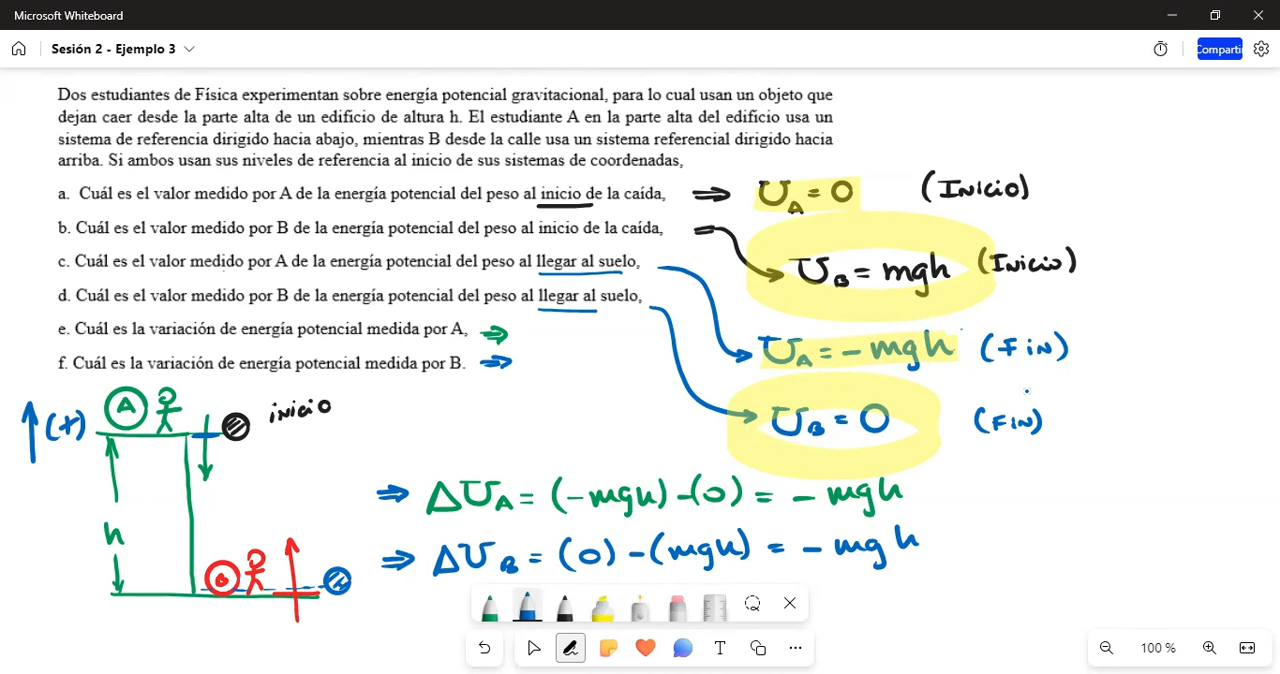 Microsoft Whiteboard
Sesión 2 - Ejemplo 3
Comparti
Dos estudiantes de Física experimentan sobre energía potencial gravitacional, para lo cual usan un objeto que
dejan caer desde la parte alta de un edificio de altura h. El estudiante A en la parte alta del edificio usa un
sistema de referencia dirigido hacia abajo, mientras B desde la calle usa un sistema referencial dirigido hacia
arriba. Si ambos usan sus niveles de referencia al inicio de sus sistemas de coordenadas,
a. Cuál es el valor medido por A de la energía potencial del peso al inicio de la caída, ⇒ U_A = 0 (Inicio)
b. Cuál es el valor medido por B de la energía potencial del peso al inicio de la caída,
U_B = mgh (Inicio)
c. Cuál es el valor medido por A de la energía potencial del peso al llegar al suelo,
d. Cuál es el valor medido por B de la energía potencial del peso al llegar al suelo,
e. Cuál es la variación de energía potencial medida por A, ⇒
U_A = - mgh (Fin)
f. Cuál es la variación de energía potencial medida por B. ⇒
U_B = 0 (Fin)
(+) A inicio
h
B
⇒ ΔU_A = (-mgh) - (0) = - mgh
⇒ ΔU_B = (0) - (mgh) = - mgh
T
100 %